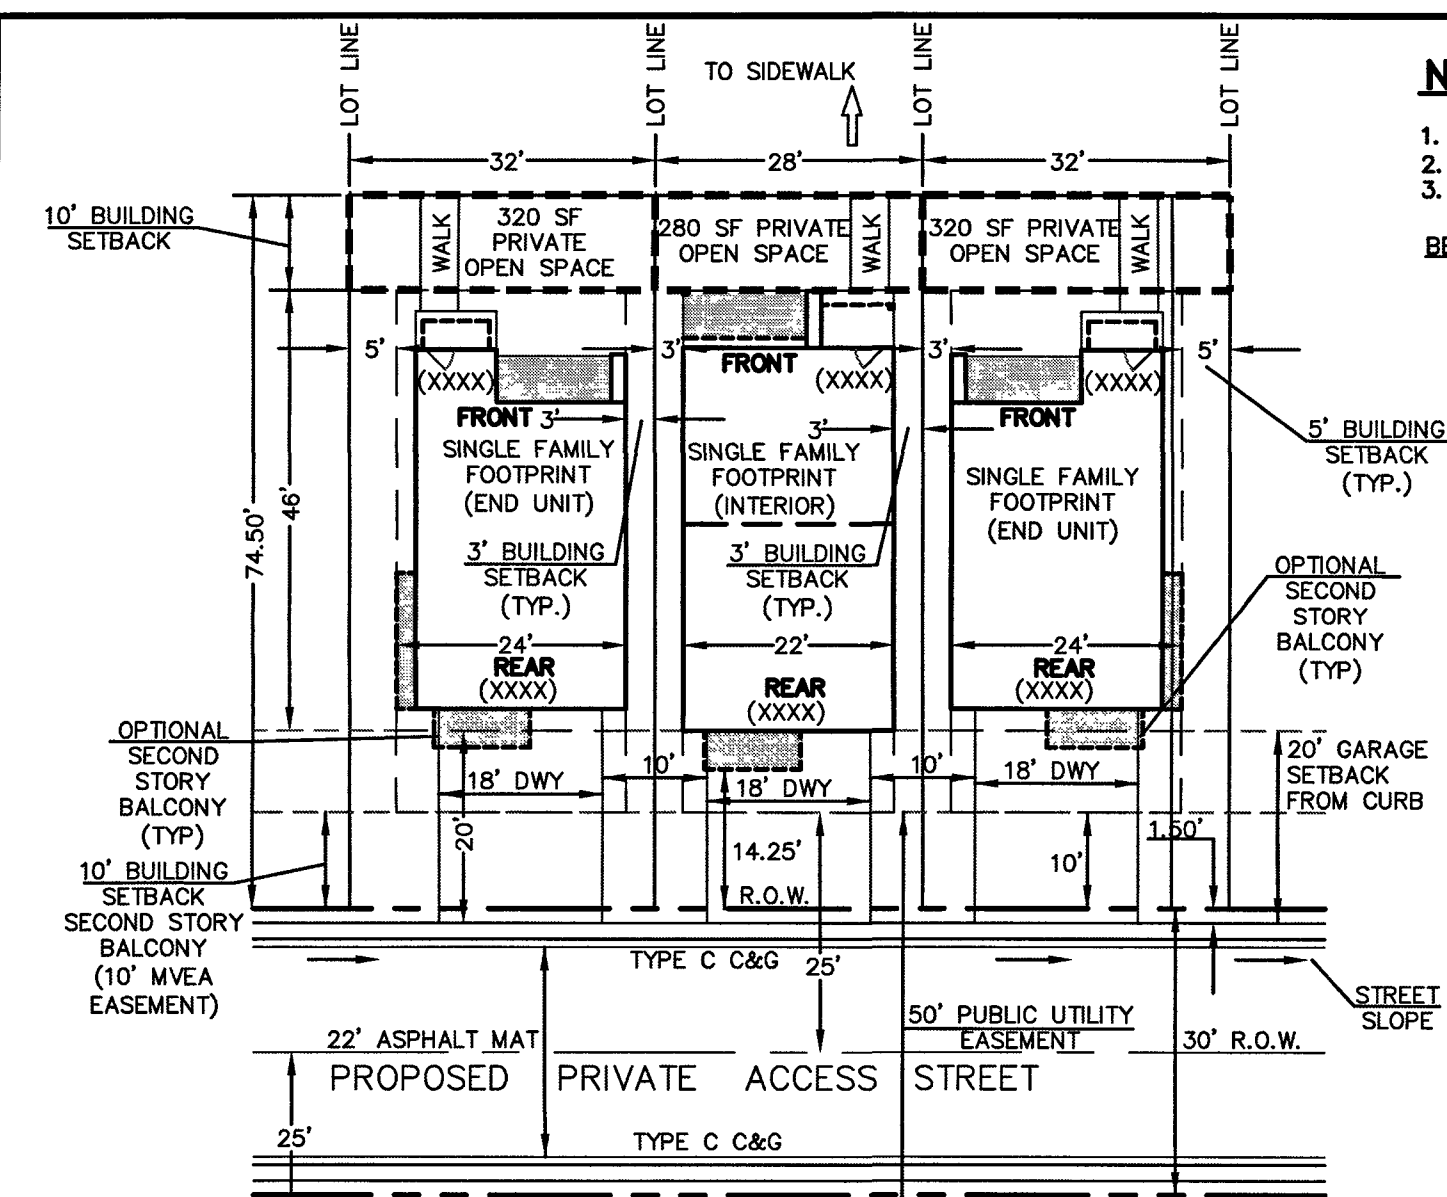 LOT LINE
LOT LINE
LOT LINE
LOT LINE
TO SIDEWALK
N
1.
2.
3.
BE
32'
28'
32'
10' BUILDING
SETBACK
WALK
320 SF
PRIVATE
OPEN SPACE
280 SF PRIVATE
OPEN SPACE
WALK
320 SF PRIVATE
OPEN SPACE
WALK
5'
3'
3'
5'
(XXXX)
FRONT
(XXXX)
(XXXX)
FRONT
3'
3'
FRONT
5' BUILDING
SETBACK
(TYP.)
SINGLE FAMILY
FOOTPRINT
(END UNIT)
SINGLE FAMILY
FOOTPRINT
(INTERIOR)
SINGLE FAMILY
FOOTPRINT
(END UNIT)
74.50'
46'
3' BUILDING
SETBACK
(TYP.)
3' BUILDING
SETBACK
(TYP.)
OPTIONAL
SECOND
STORY
BALCONY
(TYP)
24'
REAR
(XXXX)
22'
REAR
(XXXX)
24'
REAR
(XXXX)
OPTIONAL
SECOND
STORY
BALCONY
(TYP)
10'
10'
18' DWY
18' DWY
18' DWY
20' GARAGE
SETBACK
FROM CURB
20'
14.25'
R.O.W.
10'
1.50'
10' BUILDING
SETBACK
SECOND STORY
BALCONY
(10' MVEA
EASEMENT)
TYPE C C&G
25'
STREET
SLOPE
50' PUBLIC UTILITY
EASEMENT
22' ASPHALT MAT
30' R.O.W.
PROPOSED PRIVATE ACCESS STREET
25'
TYPE C C&G